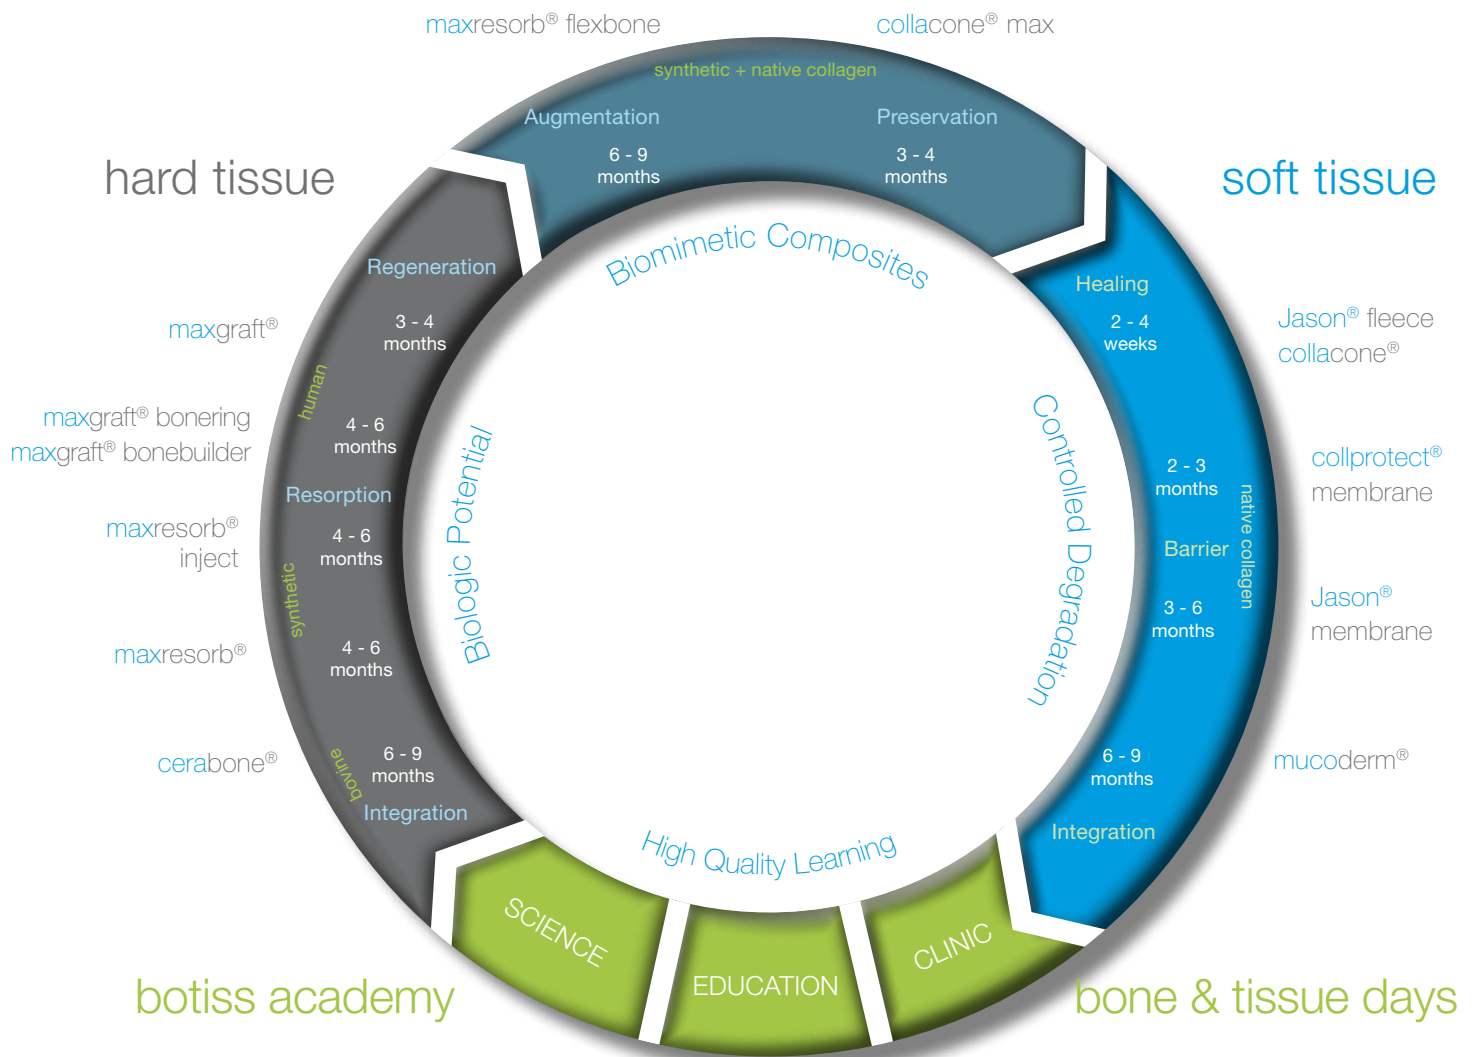 maxresorb® flexbone
collacone® max
synthetic + native collagen
Augmentation
6 - 9
months
Preservation
3 - 4
months
hard tissue
soft tissue
Biomimetic Composites
Regeneration
3 - 4
months
maxgraft®
human
maxgraft® bonering
maxgraft® bonebuilder
4 - 6
months
Resorption
maxresorb®
inject
4 - 6
months
synthetic
maxresorb®
4 - 6
months
cerabone®
bovine
6 - 9
months
Integration
Biologic Potential
Controlled Degradation
Healing
2 - 4
weeks
Jason® fleece
collacone®
2 - 3
months
collprotect®
membrane
native collagen
Barrier
3 - 6
months
Jason®
membrane
6 - 9
months
mucoderm®
Integration
High Quality Learning
SCIENCE
EDUCATION
CLINIC
botiss academy
bone & tissue days